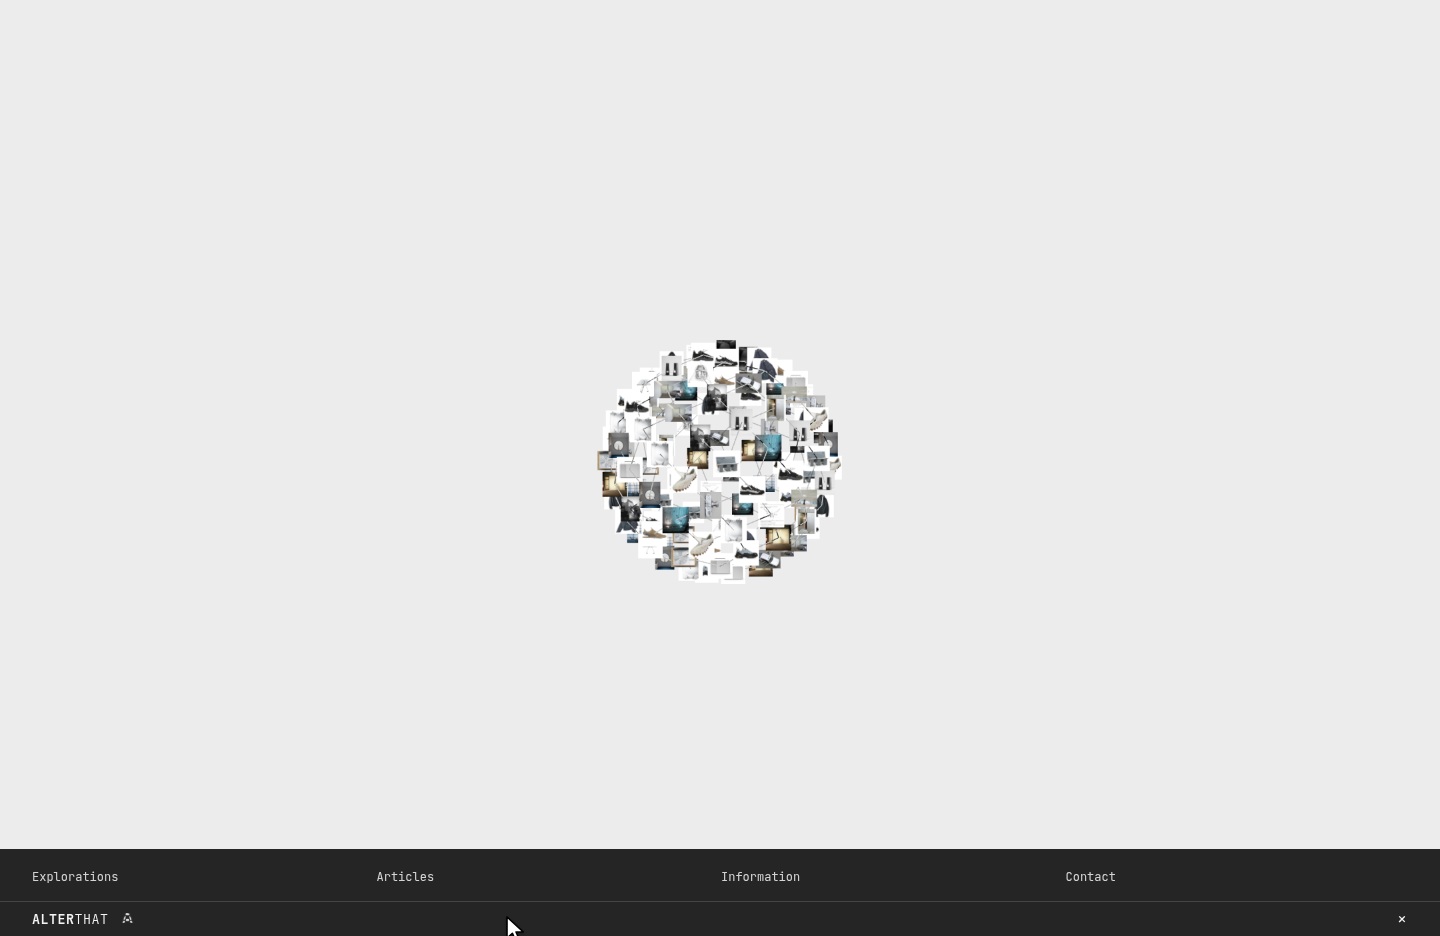 Explorations
Articles
Information
Contact
ALTERTHAT
×